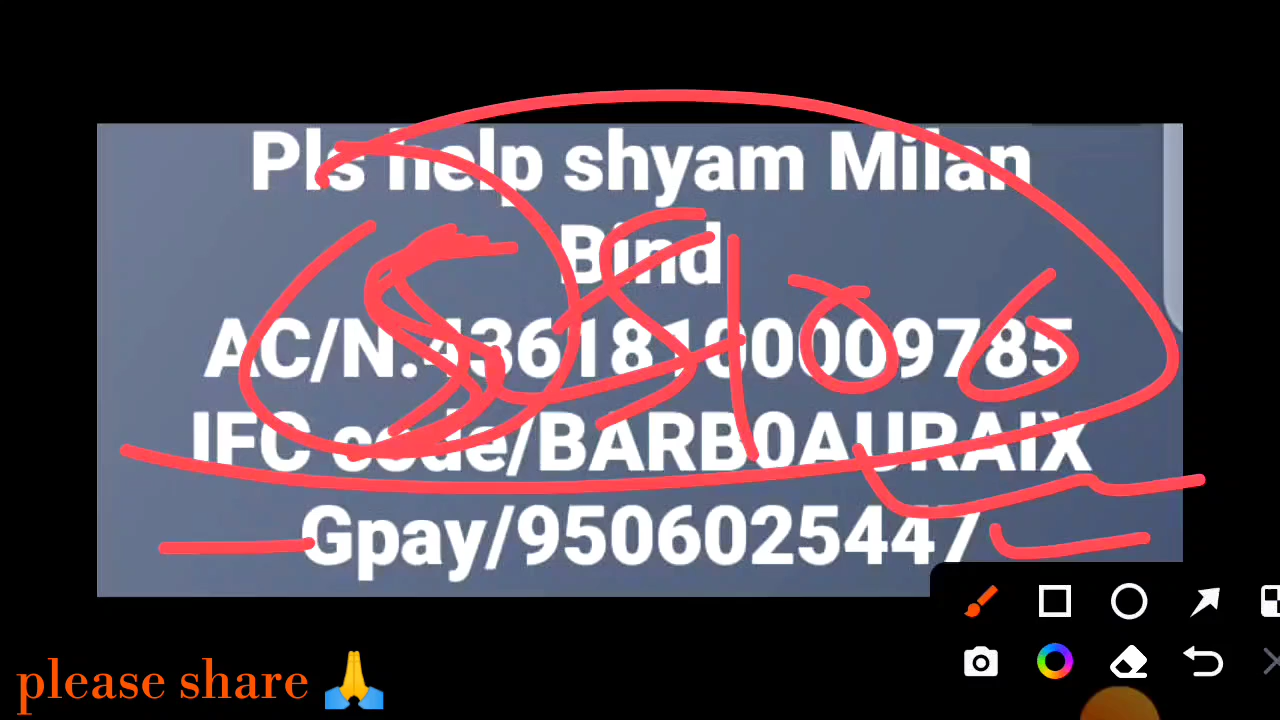 Pls help shyam Milan
Bind
AC/N.43618100009785
IFC code/BARB0AURAIX
Gpay/9506025447
please share 🙏